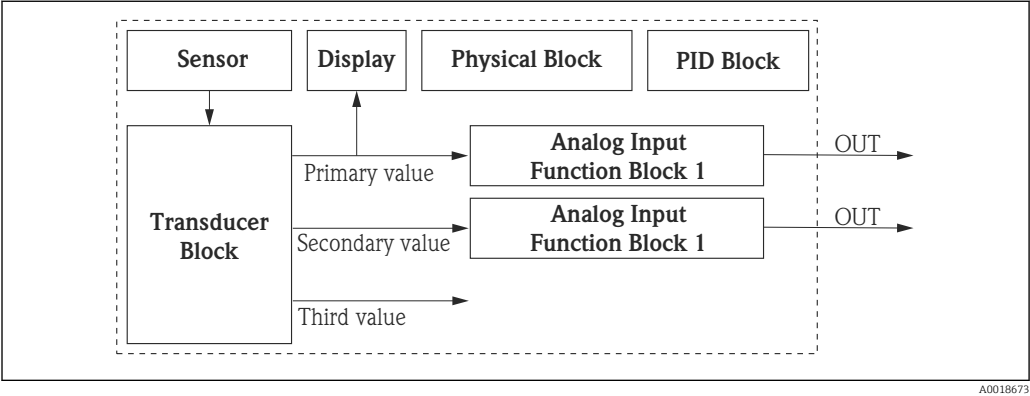 Sensor
Display
Physical Block
PID Block
Transducer
Block
Primary value
Analog Input
Function Block 1
OUT
Secondary value
Analog Input
Function Block 1
OUT
Third value
A0018673